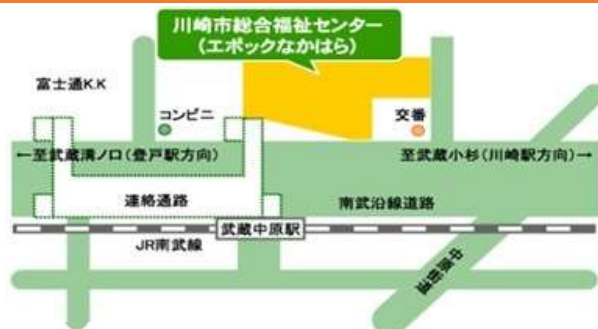 川崎市総合福祉センター
(エポックなかはら)
富士通K.K
コンビニ
交番
←至武蔵溝ノ口(登戸駅方向)
至武蔵小杉(川崎駅方向)→
連絡通路
南武沿線道路
武蔵中原駅
JR南武線
中原街道